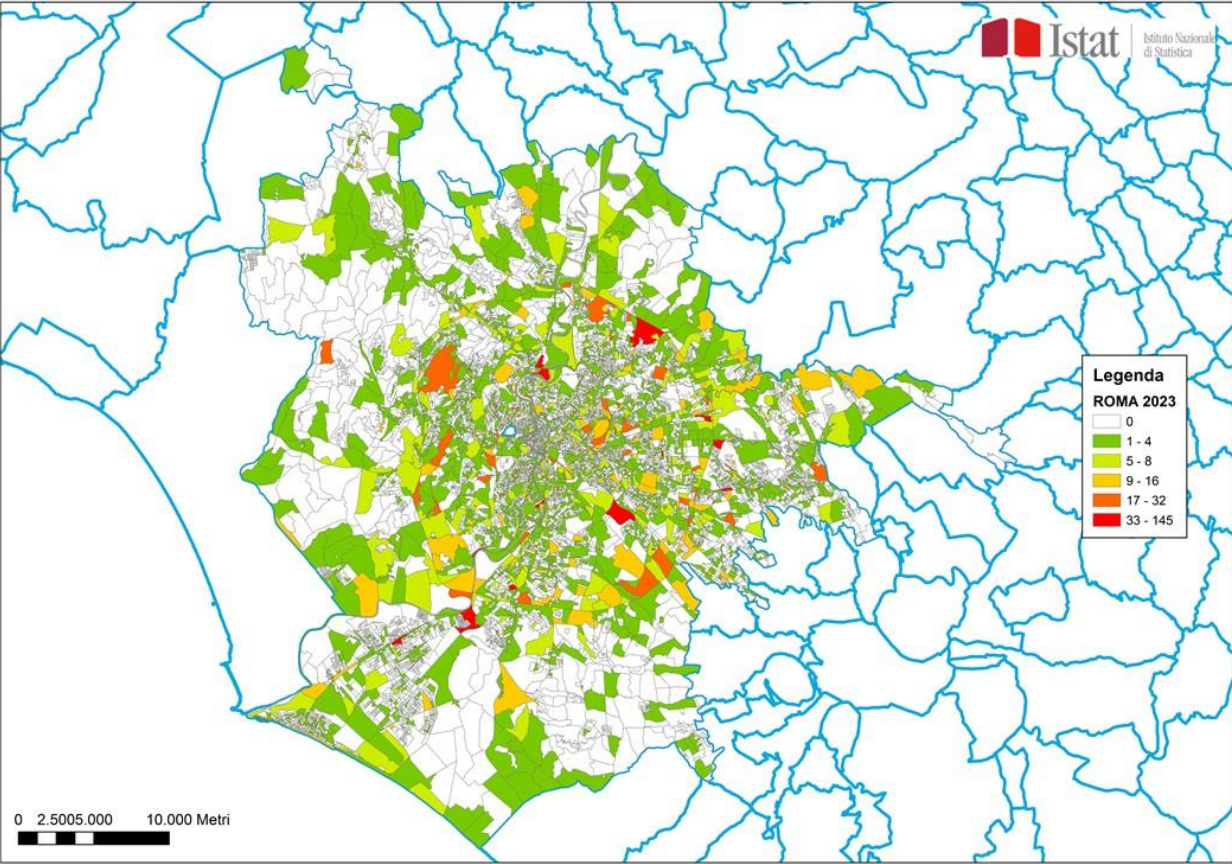 Istat
Istituto Nazionale
di Statistica
Legenda
ROMA 2023
0
1 - 4
5 - 8
9 - 16
17 - 32
33 - 145
0 2.5005.000 10.000 Metri